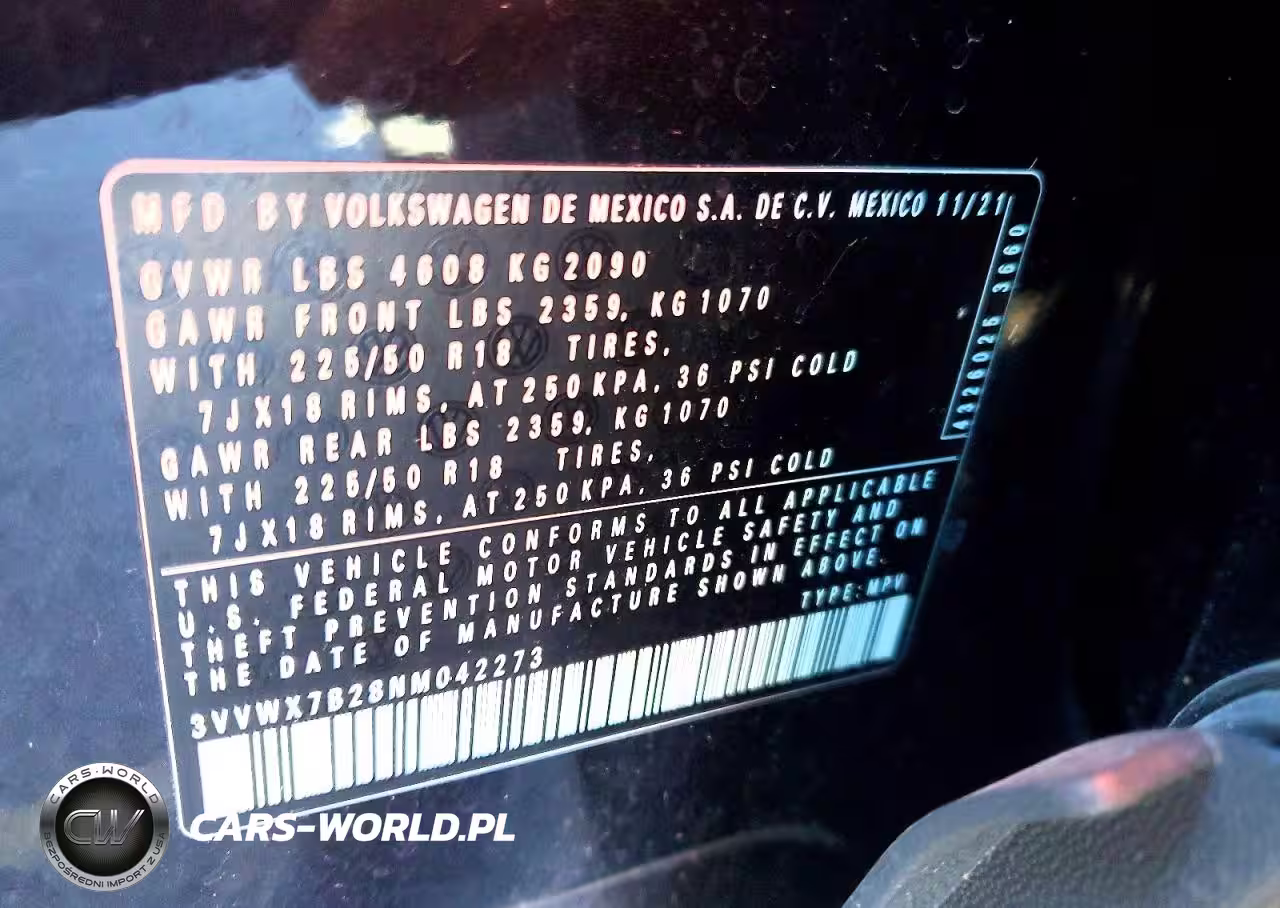 MFD BY VOLKSWAGEN DE MEXICO S.A. DE C.V. MEXICO 11/21
GVWR LBS 4608 KG 2090
GAWR FRONT LBS 2359, KG 1070
WITH 225/50 R18 TIRES,
7JX18 RIMS, AT 250 KPA, 36 PSI COLD
GAWR REAR LBS 2359, KG 1070
WITH 225/50 R18 TIRES,
7JX18 RIMS, AT 250 KPA, 36 PSI COLD
THIS VEHICLE CONFORMS TO ALL APPLICABLE
U.S. FEDERAL MOTOR VEHICLE SAFETY AND
THEFT PREVENTION STANDARDS IN EFFECT ON
THE DATE OF MANUFACTURE SHOWN ABOVE.
TYPE: MPV
3VVWX7B28NM042273
3660
CARS-WORLD
CW
BEZPOŚREDNI IMPORT Z USA
CARS-WORLD.PL